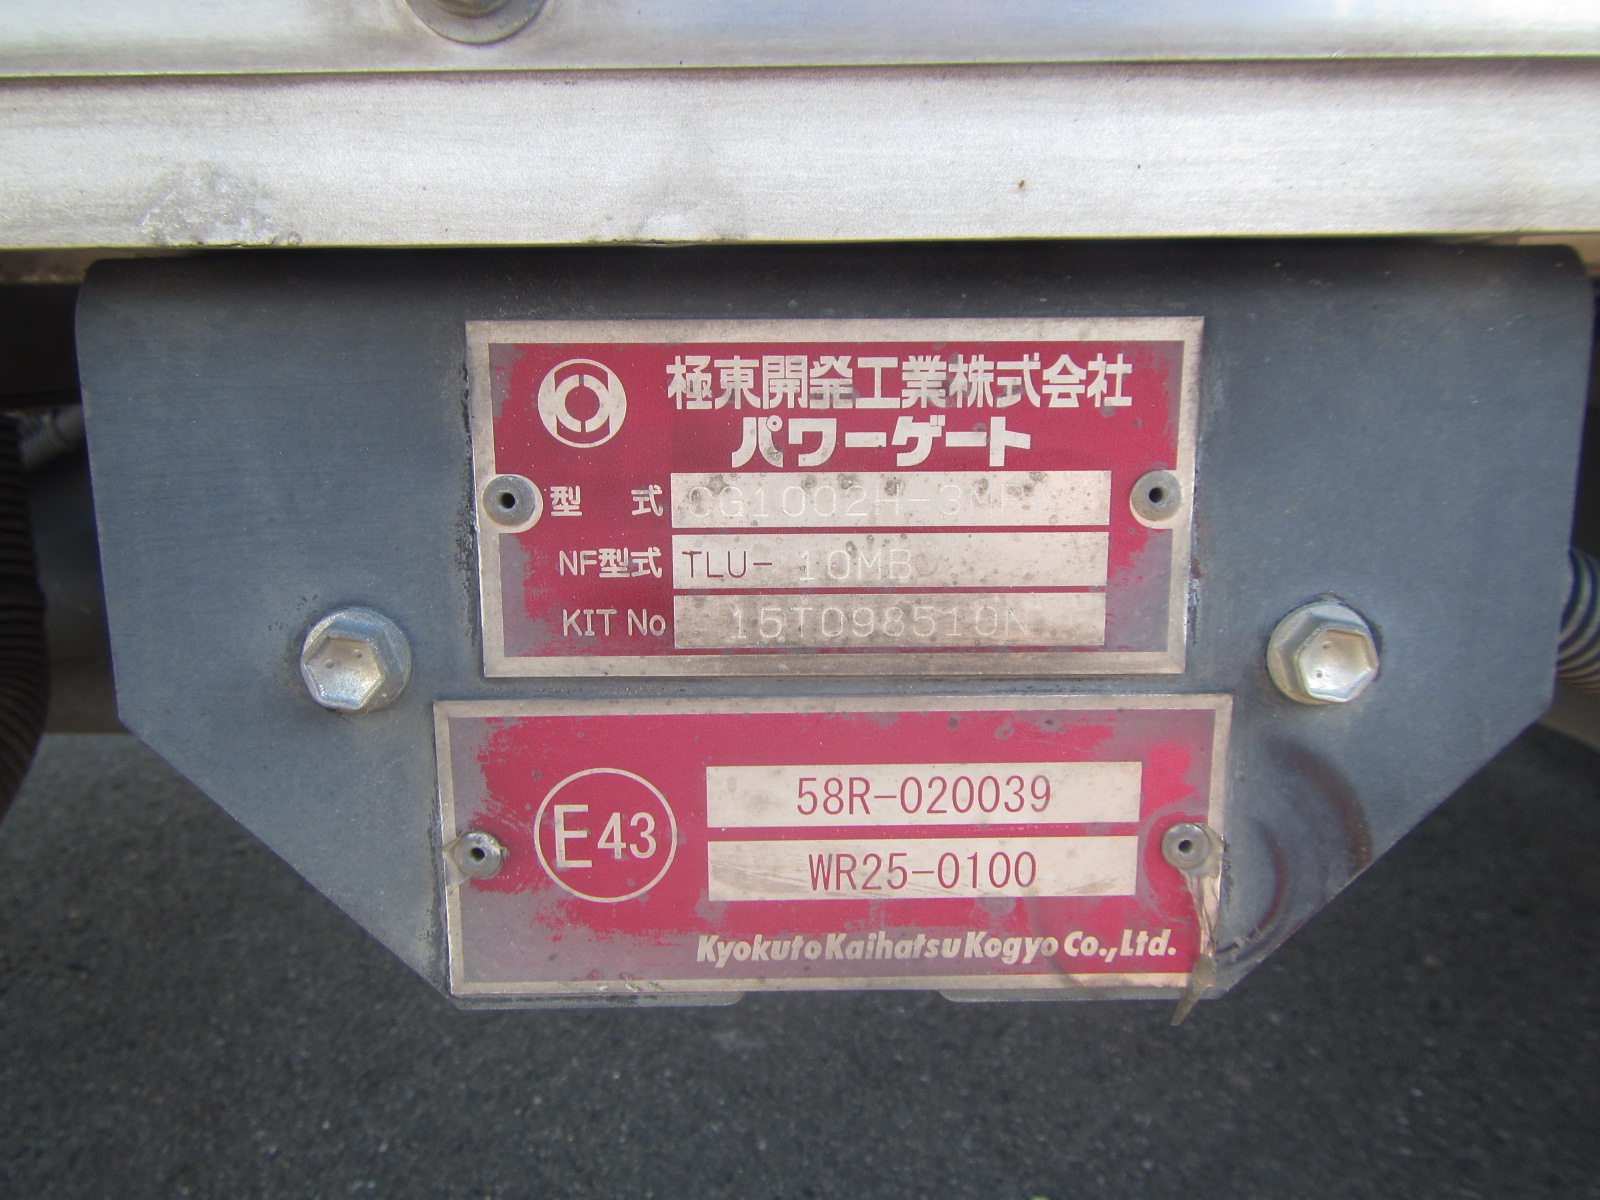 極東開発工業株式会社
パワーゲート
型 式 CG1002H-3MF
NF型式 TLU- 10MB
KIT No 15T098510N
E43
58R-020039
WR25-0100
Kyokuto Kaihatsu Kogyo Co., Ltd.